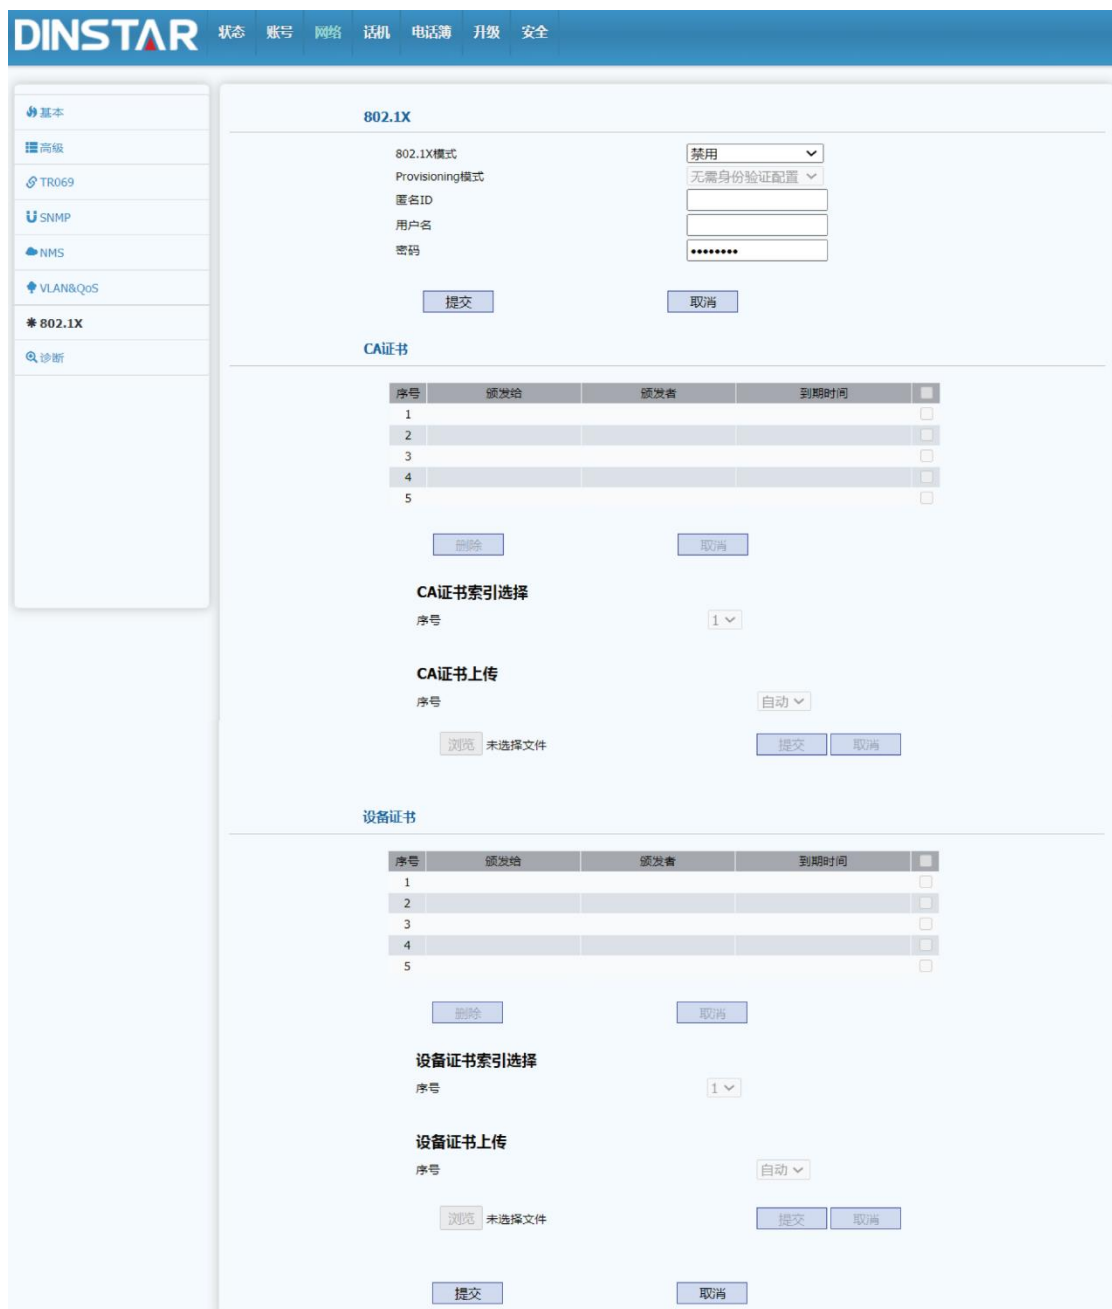 DINSTAR 状态 账号 网络 话机 电话簿 升级 安全
基本
高级
TR069
SNMP
NMS
VLAN&QoS
802.1X
诊断
802.1X
802.1X模式 禁用
Provisioning模式 无需身份验证配置
匿名ID
用户名
密码 ••••••••
提交 取消
CA证书
序号 颁发给 颁发者 到期时间
1
2
3
4
5
删除 取消
CA证书索引选择
序号 1
CA证书上传
序号 自动
浏览 未选择文件 提交 取消
设备证书
序号 颁发给 颁发者 到期时间
1
2
3
4
5
删除 取消
设备证书索引选择
序号 1
设备证书上传
序号 自动
浏览 未选择文件 提交 取消
提交 取消